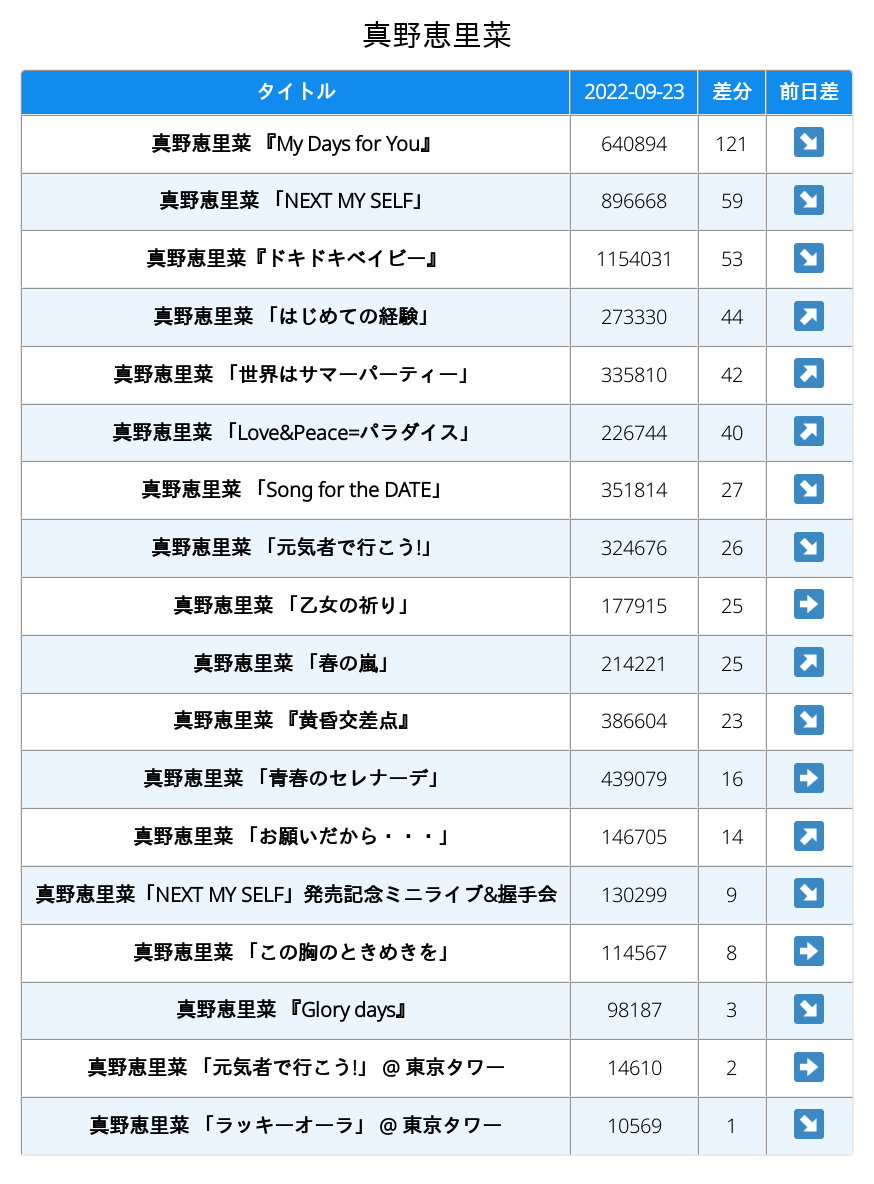 真野恵里菜
タイトル 2022-09-23 差分 前日差
真野恵里菜 『My Days for You』 640894 121 ↘
真野恵里菜 「NEXT MY SELF」 896668 59 ↘
真野恵里菜『ドキドキベイビー』 1154031 53 ↘
真野恵里菜 「はじめての経験」 273330 44 ↗
真野恵里菜 「世界はサマーパーティー」 335810 42 ↗
真野恵里菜 「Love&Peace=パラダイス」 226744 40 ↗
真野恵里菜 「Song for the DATE」 351814 27 ↘
真野恵里菜 「元気者で行こう!」 324676 26 ↘
真野恵里菜 「乙女の祈り」 177915 25 ➡
真野恵里菜 「春の嵐」 214221 25 ↗
真野恵里菜 『黄昏交差点』 386604 23 ↘
真野恵里菜 「青春のセレナーデ」 439079 16 ➡
真野恵里菜 「お願いだから・・・」 146705 14 ↗
真野恵里菜「NEXT MY SELF」発売記念ミニライブ&握手会 130299 9 ↘
真野恵里菜 「この胸のときめきを」 114567 8 ➡
真野恵里菜 『Glory days』 98187 3 ↘
真野恵里菜 「元気者で行こう!」 @ 東京タワー 14610 2 ➡
真野恵里菜 「ラッキーオーラ」 @ 東京タワー 10569 1 ↘